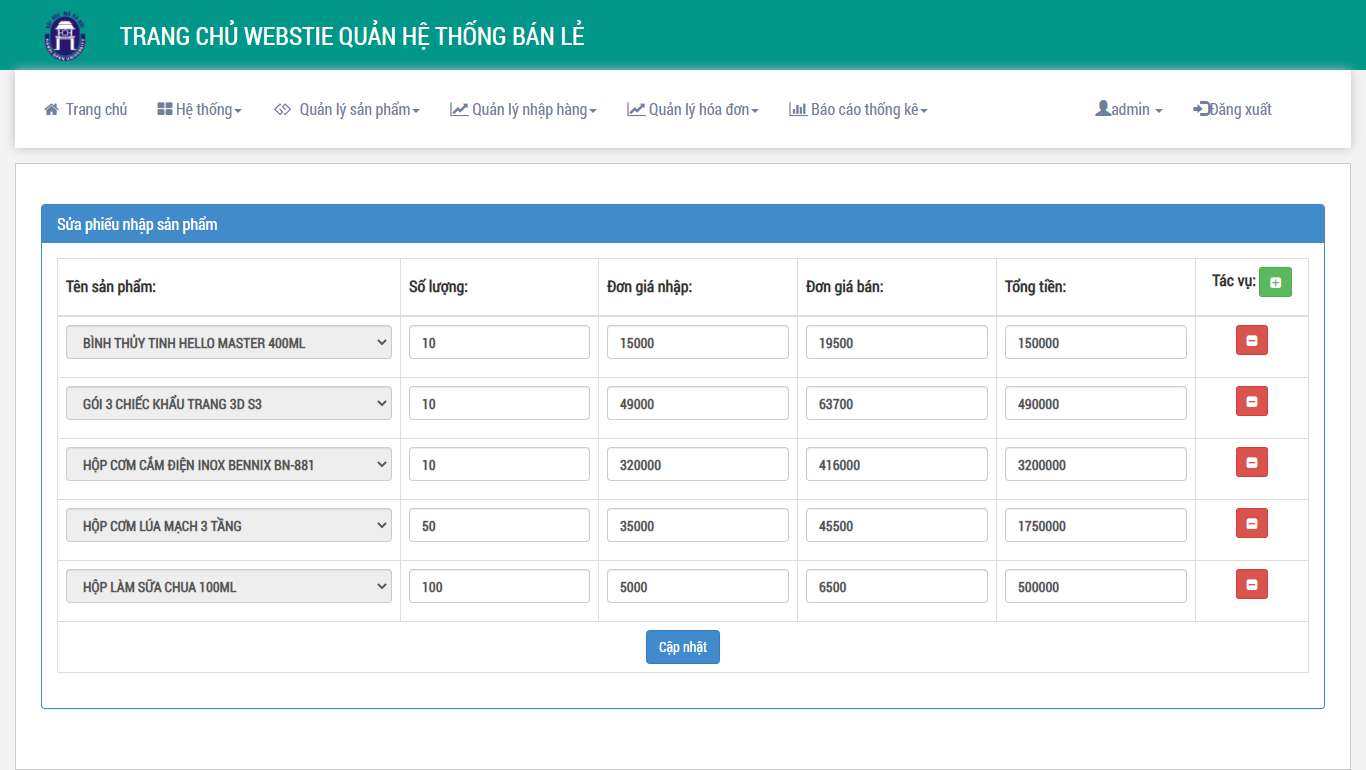 TRANG CHỦ WEBSTIE QUẢN HỆ THỐNG BÁN LẺ
Trang chủ Hệ thống Quản lý sản phẩm Quản lý nhập hàng Quản lý hóa đơn Báo cáo thống kê admin Đăng xuất
Sửa phiếu nhập sản phẩm
Tên sản phẩm: Số lượng: Đơn giá nhập: Đơn giá bán: Tổng tiền: Tác vụ:
BÌNH THỦY TINH HELLO MASTER 400ML 10 15000 19500 150000
GÓI 3 CHIẾC KHẨU TRANG 3D S3 10 49000 63700 490000
HỘP CƠM CẮM ĐIỆN INOX BENNIX BN-881 10 320000 416000 3200000
HỘP CƠM LÚA MẠCH 3 TẦNG 50 35000 45500 1750000
HỘP LÀM SỮA CHUA 100ML 100 5000 6500 500000
Cập nhật